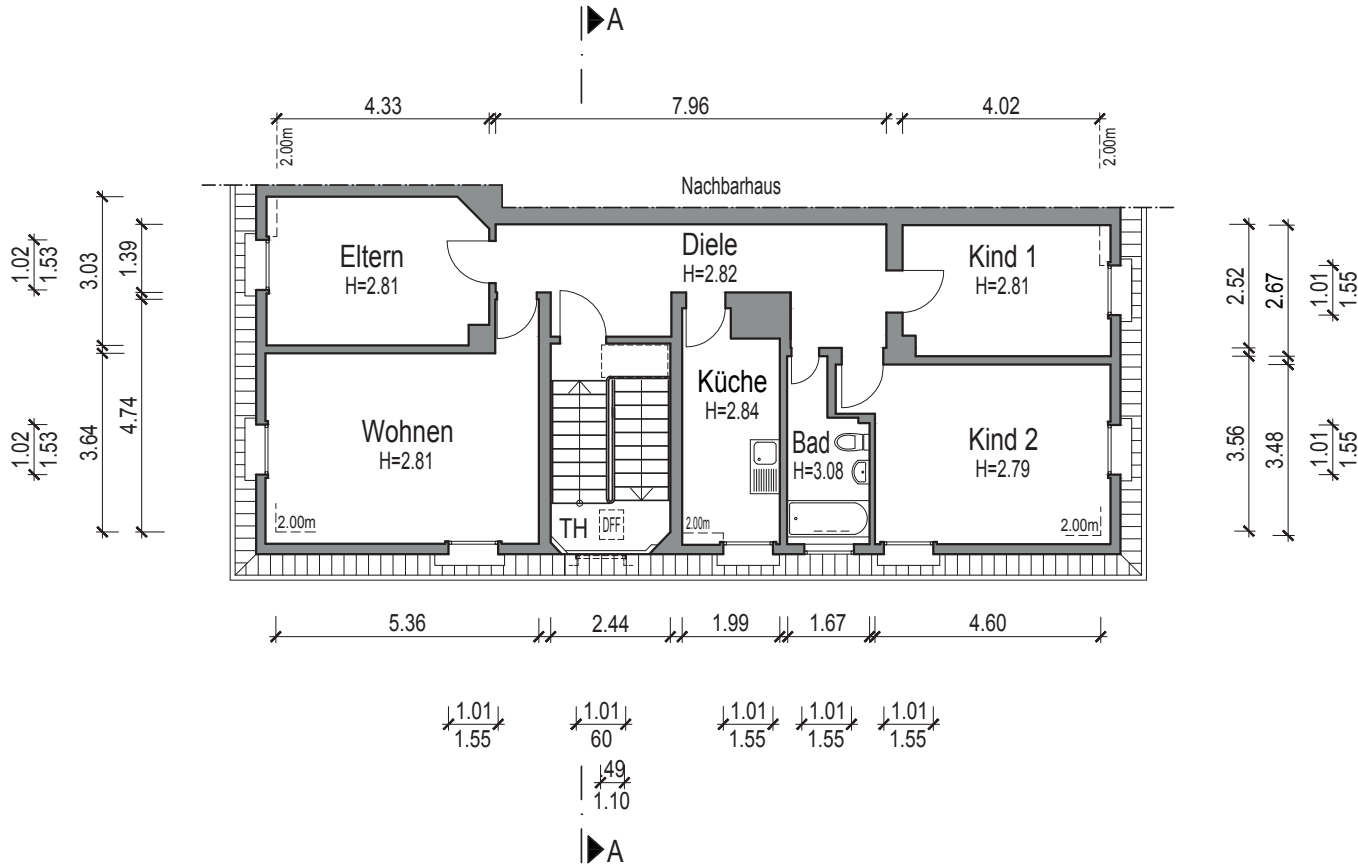 A
4.33
7.96
4.02
2.00m
2.00m
Nachbarhaus
1.02
1.53
3.03
1.39
Eltern
H=2.81
Diele
H=2.82
Kind 1
H=2.81
2.52
2.67
1.01
1.55
1.02
1.53
3.64
4.74
Wohnen
H=2.81
Küche
H=2.84
Bad
H=3.08
Kind 2
H=2.79
3.56
3.48
1.01
1.55
2.00m
TH
DFF
2.00m
2.00m
5.36
2.44
1.99
1.67
4.60
1.01
1.55
1.01
60
1.01
1.55
1.01
1.55
1.01
1.55
.49
1.10
A